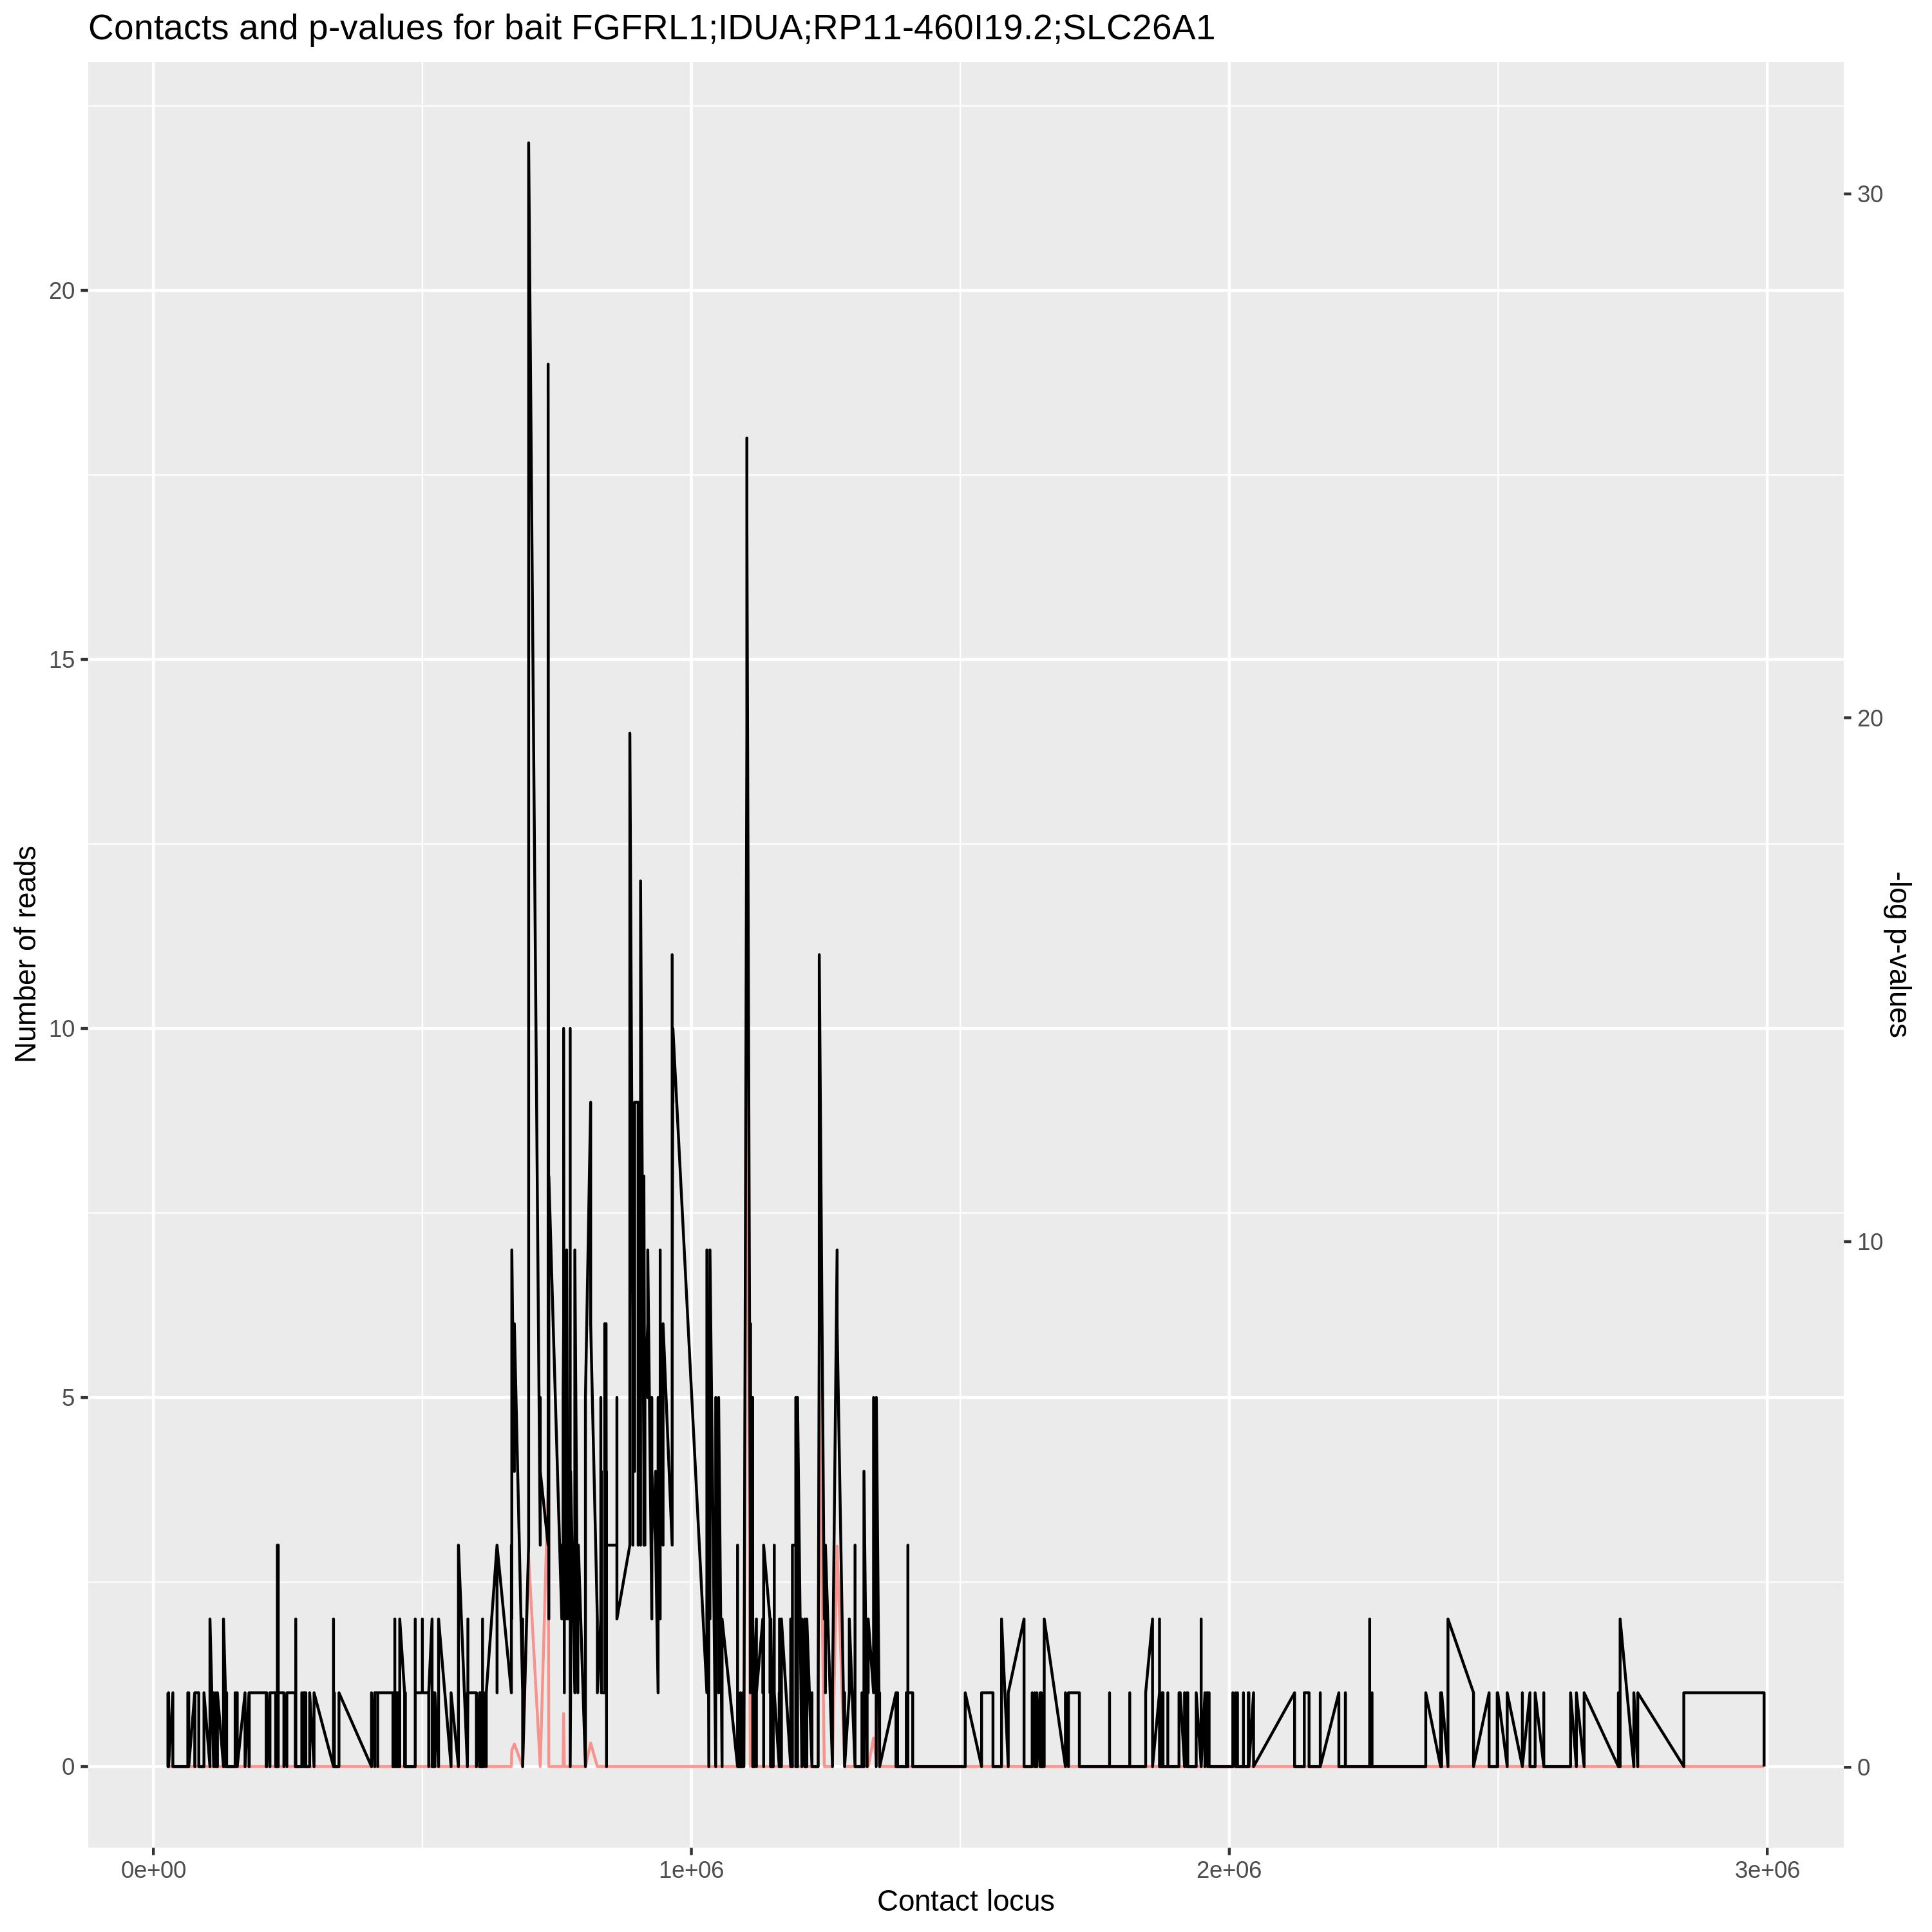 Contacts and p-values for bait FGFRL1;IDUA;RP11-460I19.2;SLC26A1
Number of reads
20
15
10
5
0
30
20
10
0
-log p-values
0e+00 1e+06 2e+06 3e+06
Contact locus